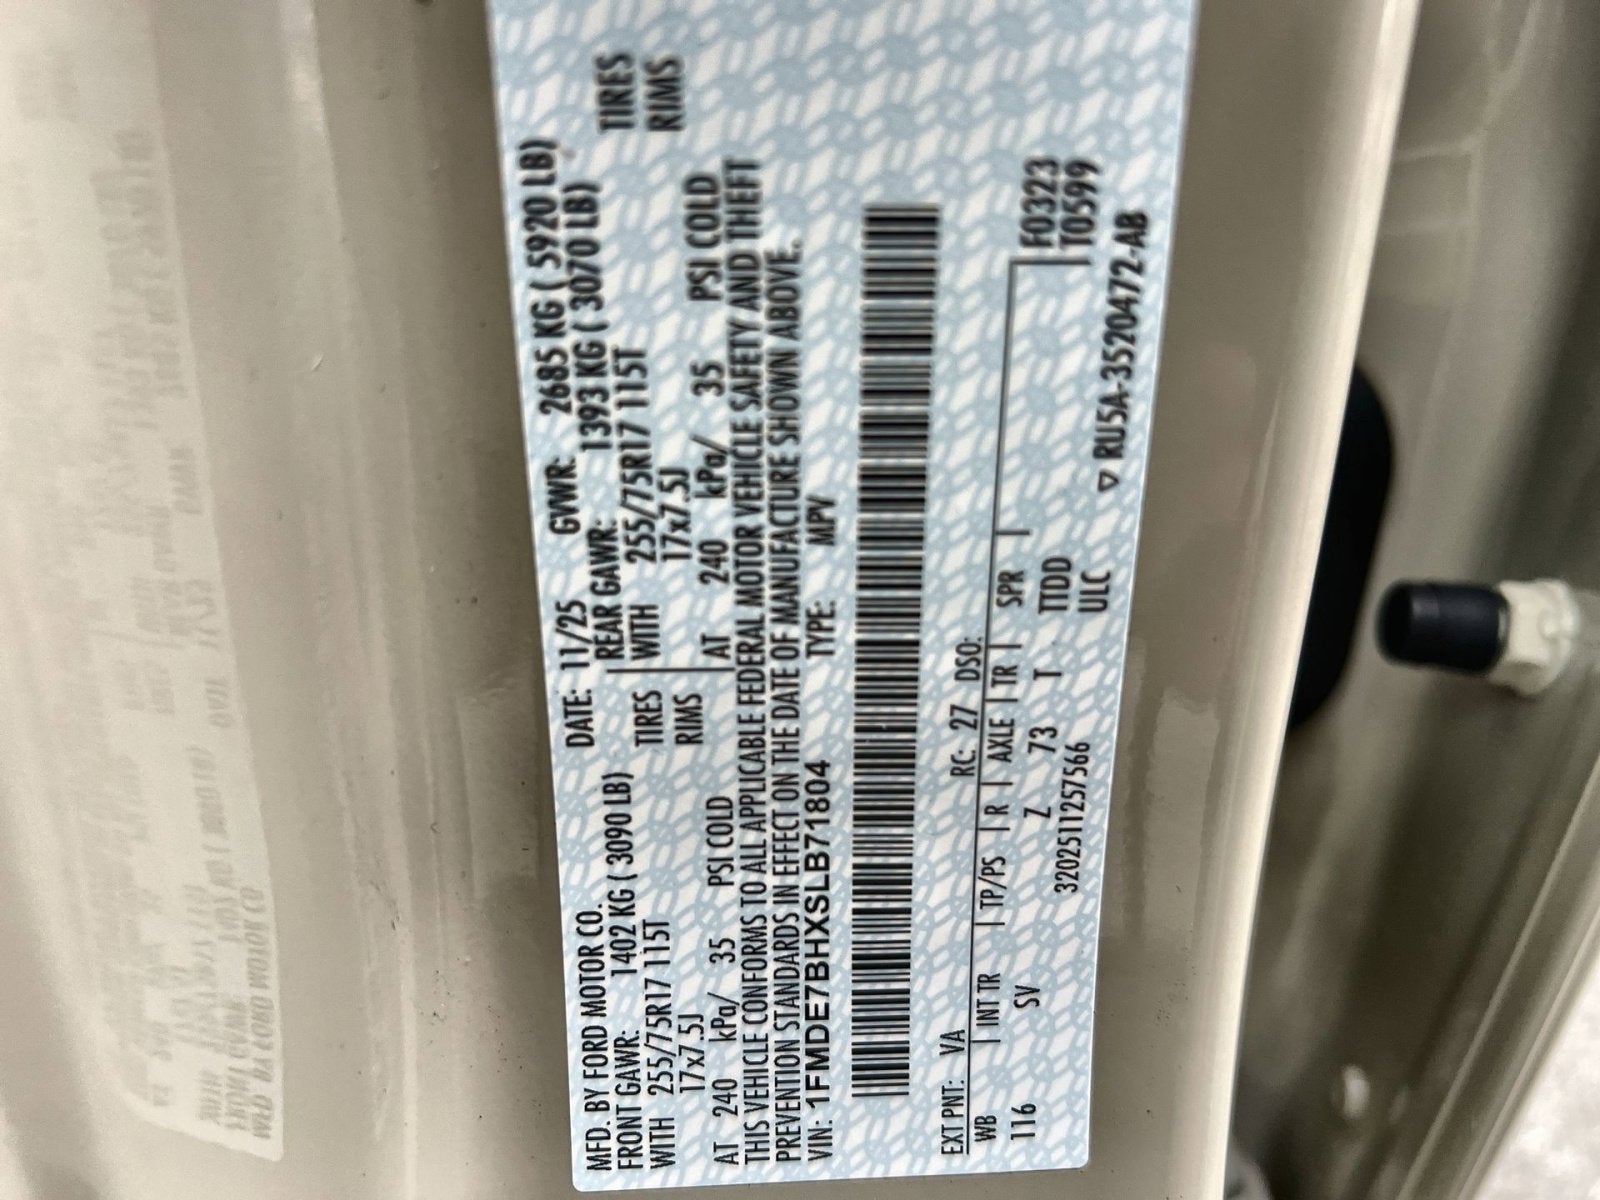 MFD. BY FORD MOTOR CO. DATE: 11/25 GVWR: 2685 KG ( 5920 LB)
FRONT GAWR: 1402 KG ( 3090 LB) REAR GAWR: 1393 KG ( 3070 LB)
WITH 255/75R17 115T TIRES WITH 255/75R17 115T TIRES
17x7.5J RIMS 17x7.5J RIMS
AT 240 kPa/ 35 PSI COLD AT 240 kPa/ 35 PSI COLD
THIS VEHICLE CONFORMS TO ALL APPLICABLE FEDERAL MOTOR VEHICLE SAFETY AND THEFT
PREVENTION STANDARDS IN EFFECT ON THE DATE OF MANUFACTURE SHOWN ABOVE.
VIN: 1FMDE7BHXSLB71804 TYPE: MPV
EXT PNT: VA RC: 27 DSO:
WB INT TR TP/PS R AXLE TR SPR F0323
116 SV Z 73 T TTDD T0599
320251125​7566 ULC ▽ RU5A-3520472-AB